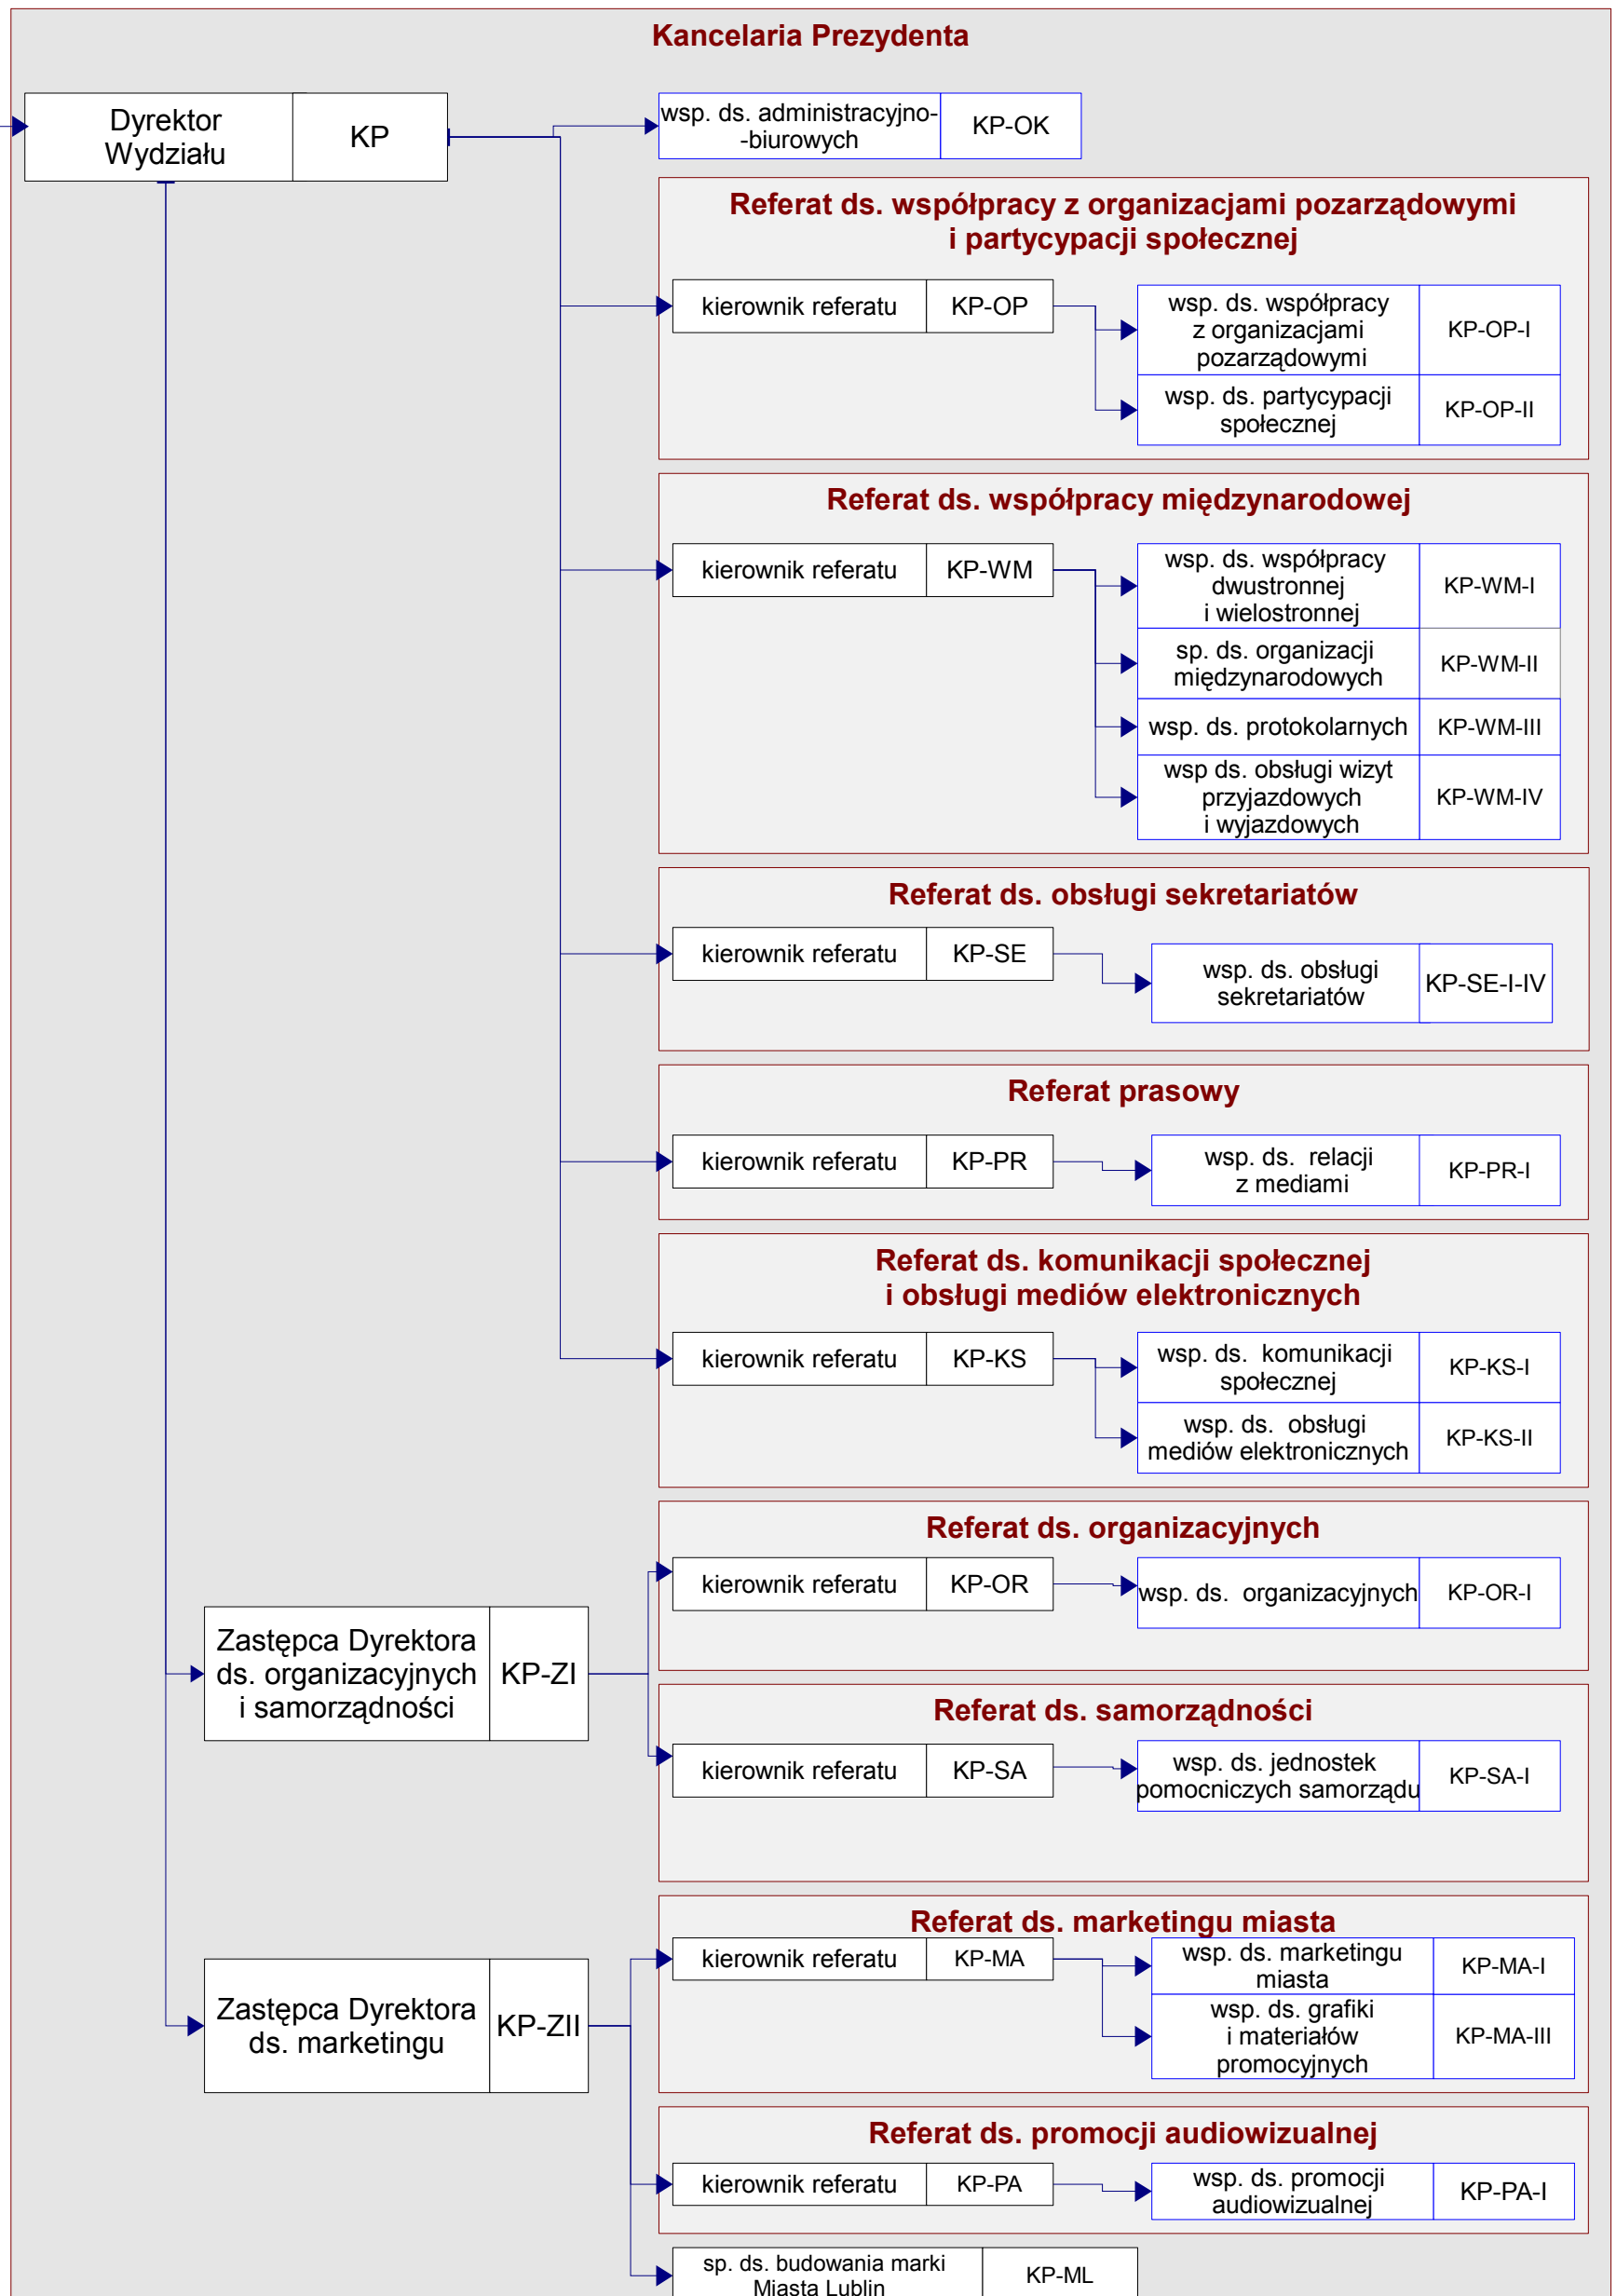 Kancelaria Prezydenta
Dyrektor
Wydziału
KP
wsp. ds. administracyjno-
-biurowych
KP-OK
Referat ds. współpracy z organizacjami pozarządowymi
i partycypacji społecznej
kierownik referatu
KP-OP
wsp. ds. współpracy
z organizacjami
pozarządowymi
KP-OP-I
wsp. ds. partycypacji
społecznej
KP-OP-II
Referat ds. współpracy międzynarodowej
kierownik referatu
KP-WM
wsp. ds. współpracy
dwustronnej
i wielostronnej
KP-WM-I
sp. ds. organizacji
międzynarodowych
KP-WM-II
wsp. ds. protokolarnych
KP-WM-III
wsp ds. obsługi wizyt
przyjazdowych
i wyjazdowych
KP-WM-IV
Referat ds. obsługi sekretariatów
kierownik referatu
KP-SE
wsp. ds. obsługi
sekretariatów
KP-SE-I-IV
Referat prasowy
kierownik referatu
KP-PR
wsp. ds. relacji
z mediami
KP-PR-I
Referat ds. komunikacji społecznej
i obsługi mediów elektronicznych
kierownik referatu
KP-KS
wsp. ds. komunikacji
społecznej
KP-KS-I
wsp. ds. obsługi
mediów elektronicznych
KP-KS-II
Referat ds. organizacyjnych
kierownik referatu
KP-OR
wsp. ds. organizacyjnych
KP-OR-I
Zastępca Dyrektora
ds. organizacyjnych
i samorządności
KP-ZI
Referat ds. samorządności
kierownik referatu
KP-SA
wsp. ds. jednostek
pomocniczych samorządu
KP-SA-I
Referat ds. marketingu miasta
kierownik referatu
KP-MA
wsp. ds. marketingu
miasta
KP-MA-I
wsp. ds. grafiki
i materiałów
promocyjnych
KP-MA-III
Zastępca Dyrektora
ds. marketingu
KP-ZII
Referat ds. promocji audiowizualnej
kierownik referatu
KP-PA
wsp. ds. promocji
audiowizualnej
KP-PA-I
sp. ds. budowania marki
Miasta Lublin
KP-ML